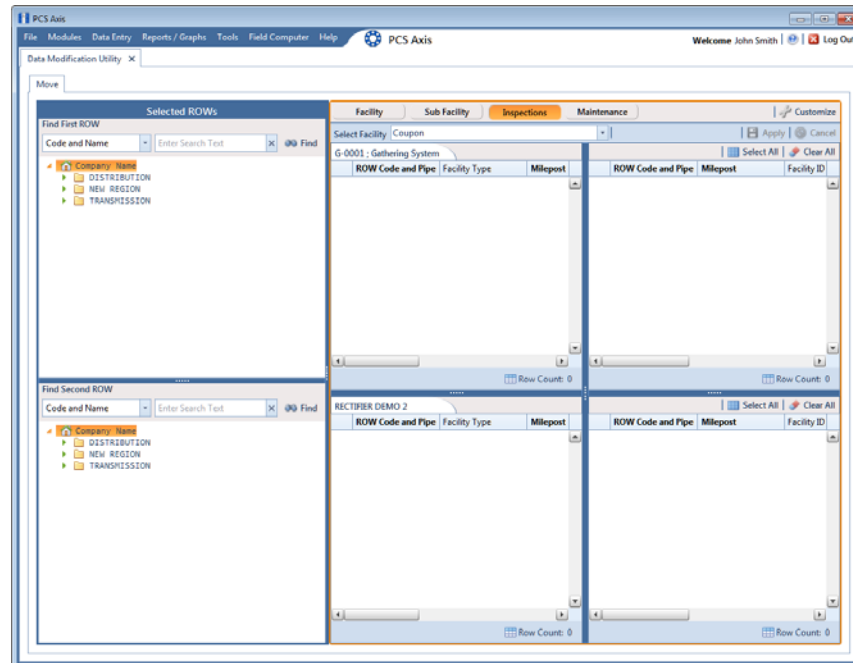 PCS Axis
File Modules Data Entry Reports / Graphs Tools Field Computer Help PCS Axis Welcome John Smith Log Out
Data Modification Utility
Move
Selected ROWs
Find First ROW
Code and Name Enter Search Text Find
Company Name
DISTRIBUTION
NEW REGION
TRANSMISSION
Find Second ROW
Code and Name Enter Search Text Find
Company Name
DISTRIBUTION
NEW REGION
TRANSMISSION
Facility Sub Facility Inspections Maintenance Customize
Select Facility Coupon Apply Cancel
G-0001 ; Gathering System Select All Clear All
ROW Code and Pipe Facility Type Milepost ROW Code and Pipe Milepost Facility ID
Row Count: 0 Row Count: 0
RECTIFIER DEMO 2 Select All Clear All
ROW Code and Pipe Facility Type Milepost ROW Code and Pipe Milepost Facility ID
Row Count: 0 Row Count: 0